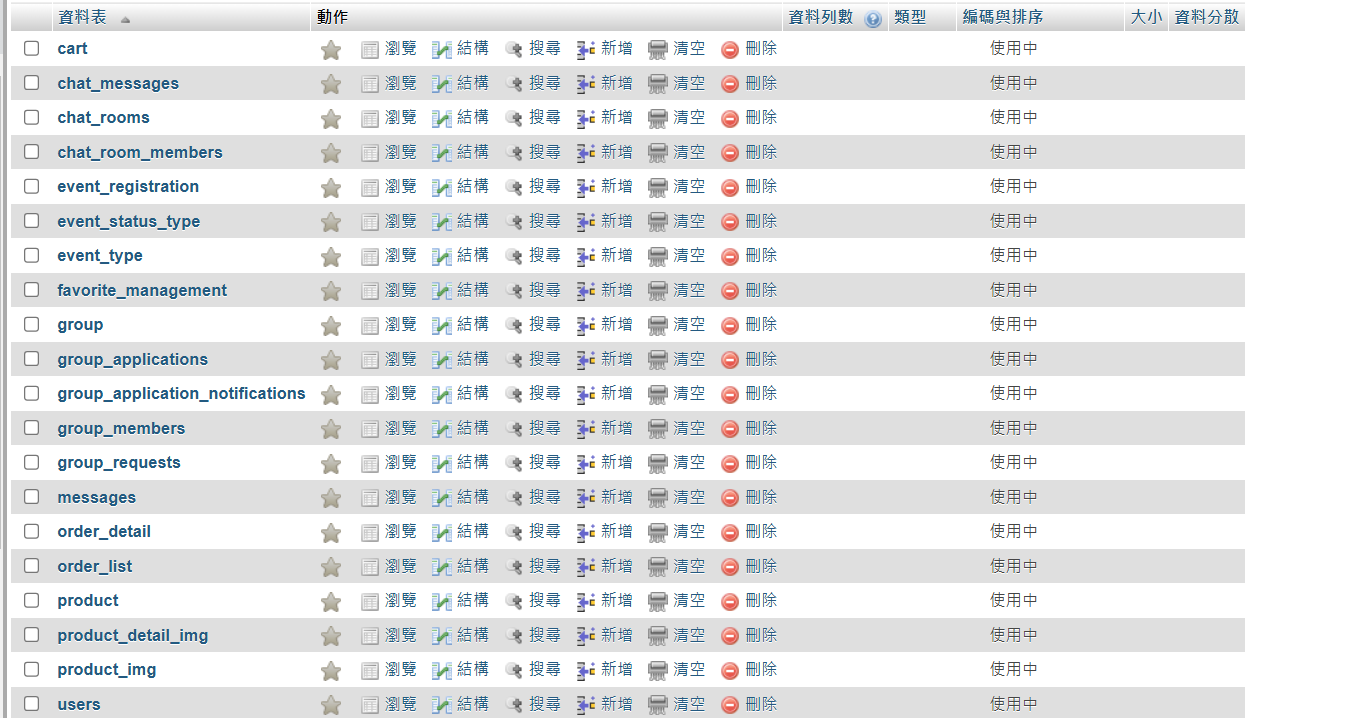 資料表 動作 資料列數 類型 編碼與排序 大小 資料分散
cart 瀏覽 結構 搜尋 新增 清空 刪除 使用中
chat_messages 瀏覽 結構 搜尋 新增 清空 刪除 使用中
chat_rooms 瀏覽 結構 搜尋 新增 清空 刪除 使用中
chat_room_members 瀏覽 結構 搜尋 新增 清空 刪除 使用中
event_registration 瀏覽 結構 搜尋 新增 清空 刪除 使用中
event_status_type 瀏覽 結構 搜尋 新增 清空 刪除 使用中
event_type 瀏覽 結構 搜尋 新增 清空 刪除 使用中
favorite_management 瀏覽 結構 搜尋 新增 清空 刪除 使用中
group 瀏覽 結構 搜尋 新增 清空 刪除 使用中
group_applications 瀏覽 結構 搜尋 新增 清空 刪除 使用中
group_application_notifications 瀏覽 結構 搜尋 新增 清空 刪除 使用中
group_members 瀏覽 結構 搜尋 新增 清空 刪除 使用中
group_requests 瀏覽 結構 搜尋 新增 清空 刪除 使用中
messages 瀏覽 結構 搜尋 新增 清空 刪除 使用中
order_detail 瀏覽 結構 搜尋 新增 清空 刪除 使用中
order_list 瀏覽 結構 搜尋 新增 清空 刪除 使用中
product 瀏覽 結構 搜尋 新增 清空 刪除 使用中
product_detail_img 瀏覽 結構 搜尋 新增 清空 刪除 使用中
product_img 瀏覽 結構 搜尋 新增 清空 刪除 使用中
users 瀏覽 結構 搜尋 新增 清空 刪除 使用中